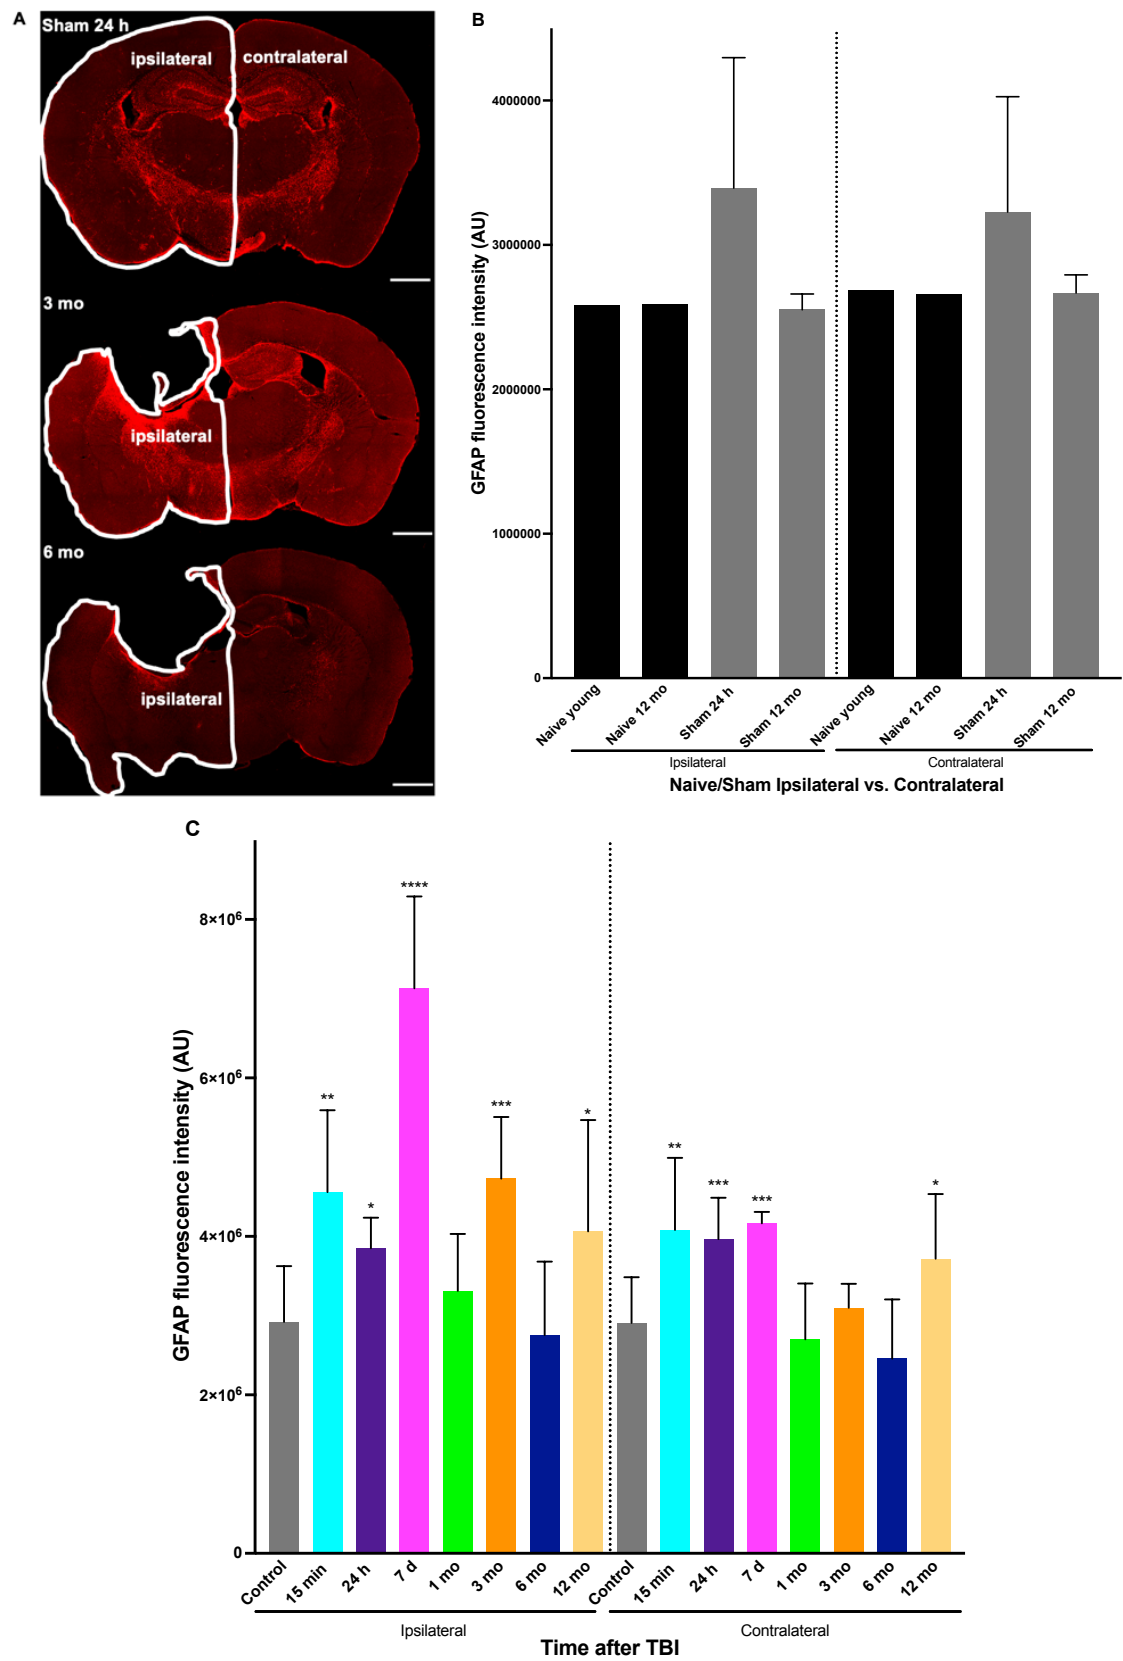 A
Sham 24 h
ipsilateral
contralateral
3 mo
ipsilateral
6 mo
ipsilateral
B
GFAP fluorescence intensity (AU)
4000000
3000000
2000000
1000000
0
Naive young
Naive 12 mo
Sham 24 h
Sham 12 mo
Naive young
Naive 12 mo
Sham 24 h
Sham 12 mo
Ipsilateral
Contralateral
Naive/Sham Ipsilateral vs. Contralateral
C
GFAP fluorescence intensity (AU)
8×10⁶
6×10⁶
4×10⁶
2×10⁶
0
**
*
****
***
*
**
***
***
*
Control
15 min
24 h
7 d
1 mo
3 mo
6 mo
12 mo
Control
15 min
24 h
7 d
1 mo
3 mo
6 mo
12 mo
Ipsilateral
Contralateral
Time after TBI